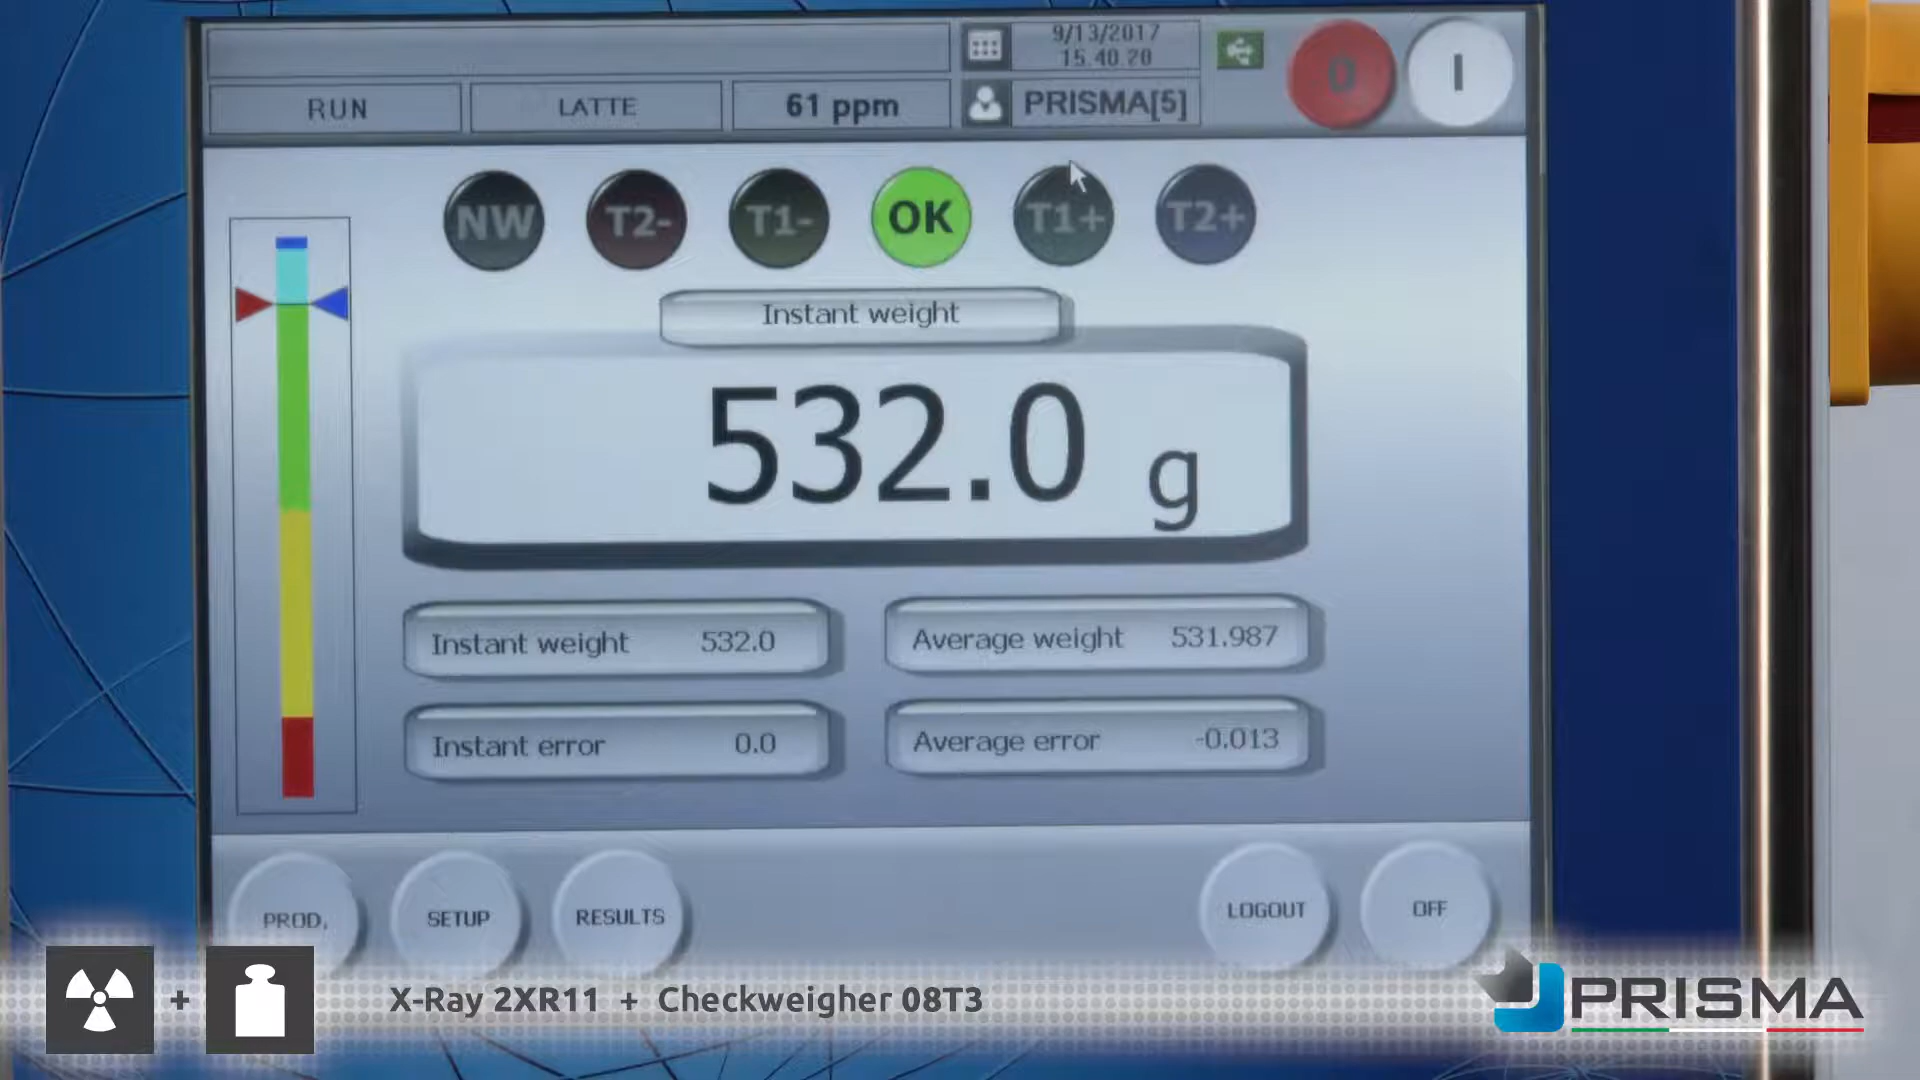 9/13/2017
15.40.20
RUN
LATTE
61 ppm
PRISMA[5]
0
I
NW
T2-
T1-
OK
T1+
T2+
Instant weight
532.0 g
Instant weight 532.0
Average weight 531.987
Instant error 0.0
Average error -0.013
PROD.
SETUP
RESULTS
LOGOUT
OFF
+
X-Ray 2XR11 + Checkweigher 08T3
PRISMA